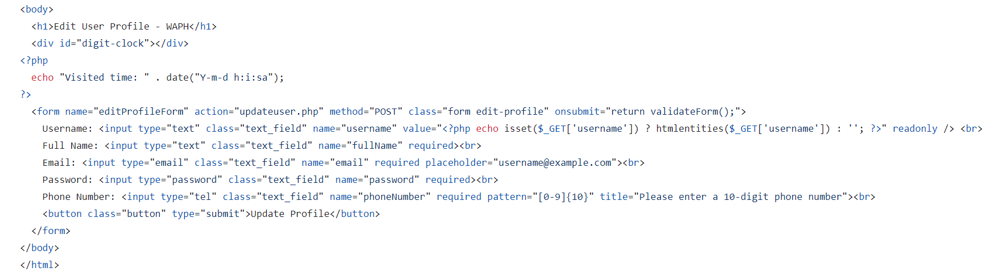 <body>
<h1>Edit User Profile - WAPH</h1>
<div id="digit-clock"></div>
<?php
echo "Visited time: " . date("Y-m-d h:i:sa");
?>
<form name="editProfileForm" action="updateuser.php" method="POST" class="form edit-profile" onsubmit="return validateForm();">
Username: <input type="text" class="text_field" name="username" value="<?php echo isset($_GET['username']) ? htmlentities($_GET['username']) : ''; ?>" readonly /> <br>
Full Name: <input type="text" class="text_field" name="fullName" required><br>
Email: <input type="email" class="text_field" name="email" required placeholder="username@example.com"><br>
Password: <input type="password" class="text_field" name="password" required><br>
Phone Number: <input type="tel" class="text_field" name="phoneNumber" required pattern="[0-9]{10}" title="Please enter a 10-digit phone number"><br>
<button class="button" type="submit">Update Profile</button>
</form>
</body>
</html>